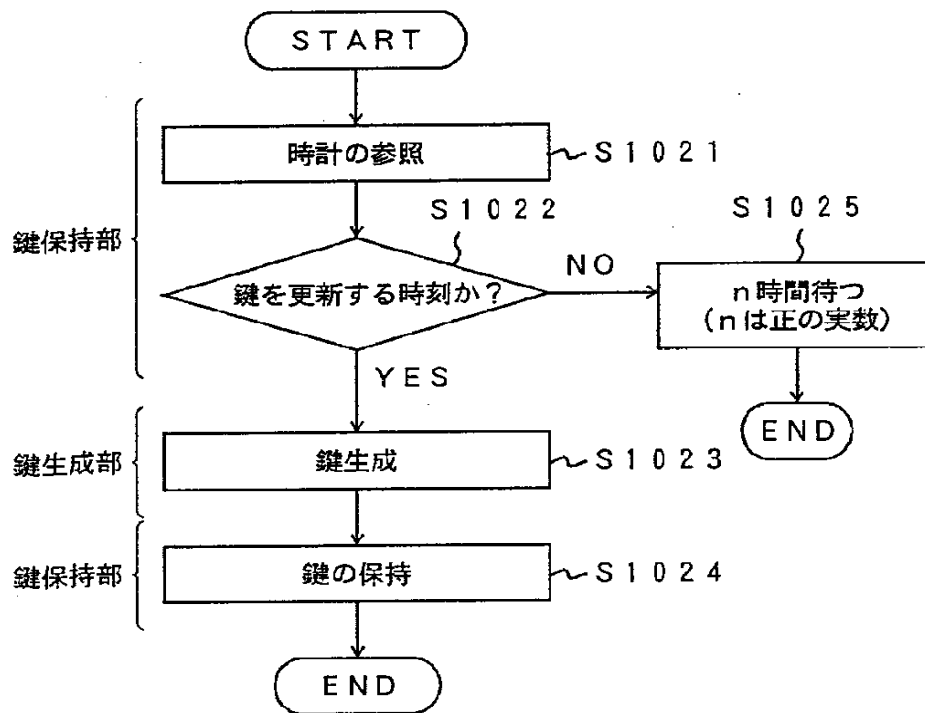 START
時計の参照
S1021
S1022
S1025
鍵保持部
鍵を更新する時刻か?
NO
n時間待つ
(nは正の実数)
YES
END
鍵生成部
鍵生成
S1023
鍵保持部
鍵の保持
S1024
END